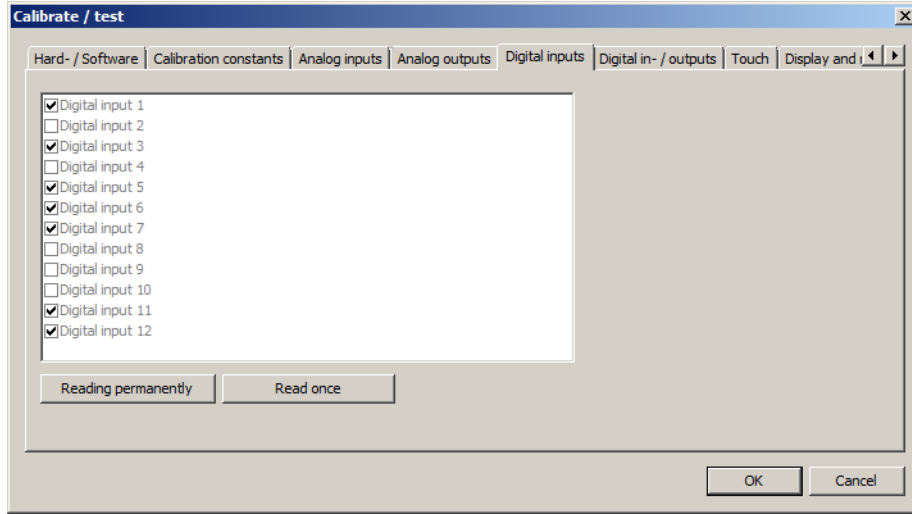 Calibrate / test
Hard- / Software Calibration constants Analog inputs Analog outputs Digital inputs Digital in- / outputs Touch Display and
Digital input 1
Digital input 2
Digital input 3
Digital input 4
Digital input 5
Digital input 6
Digital input 7
Digital input 8
Digital input 9
Digital input 10
Digital input 11
Digital input 12
Reading permanently Read once
OK Cancel